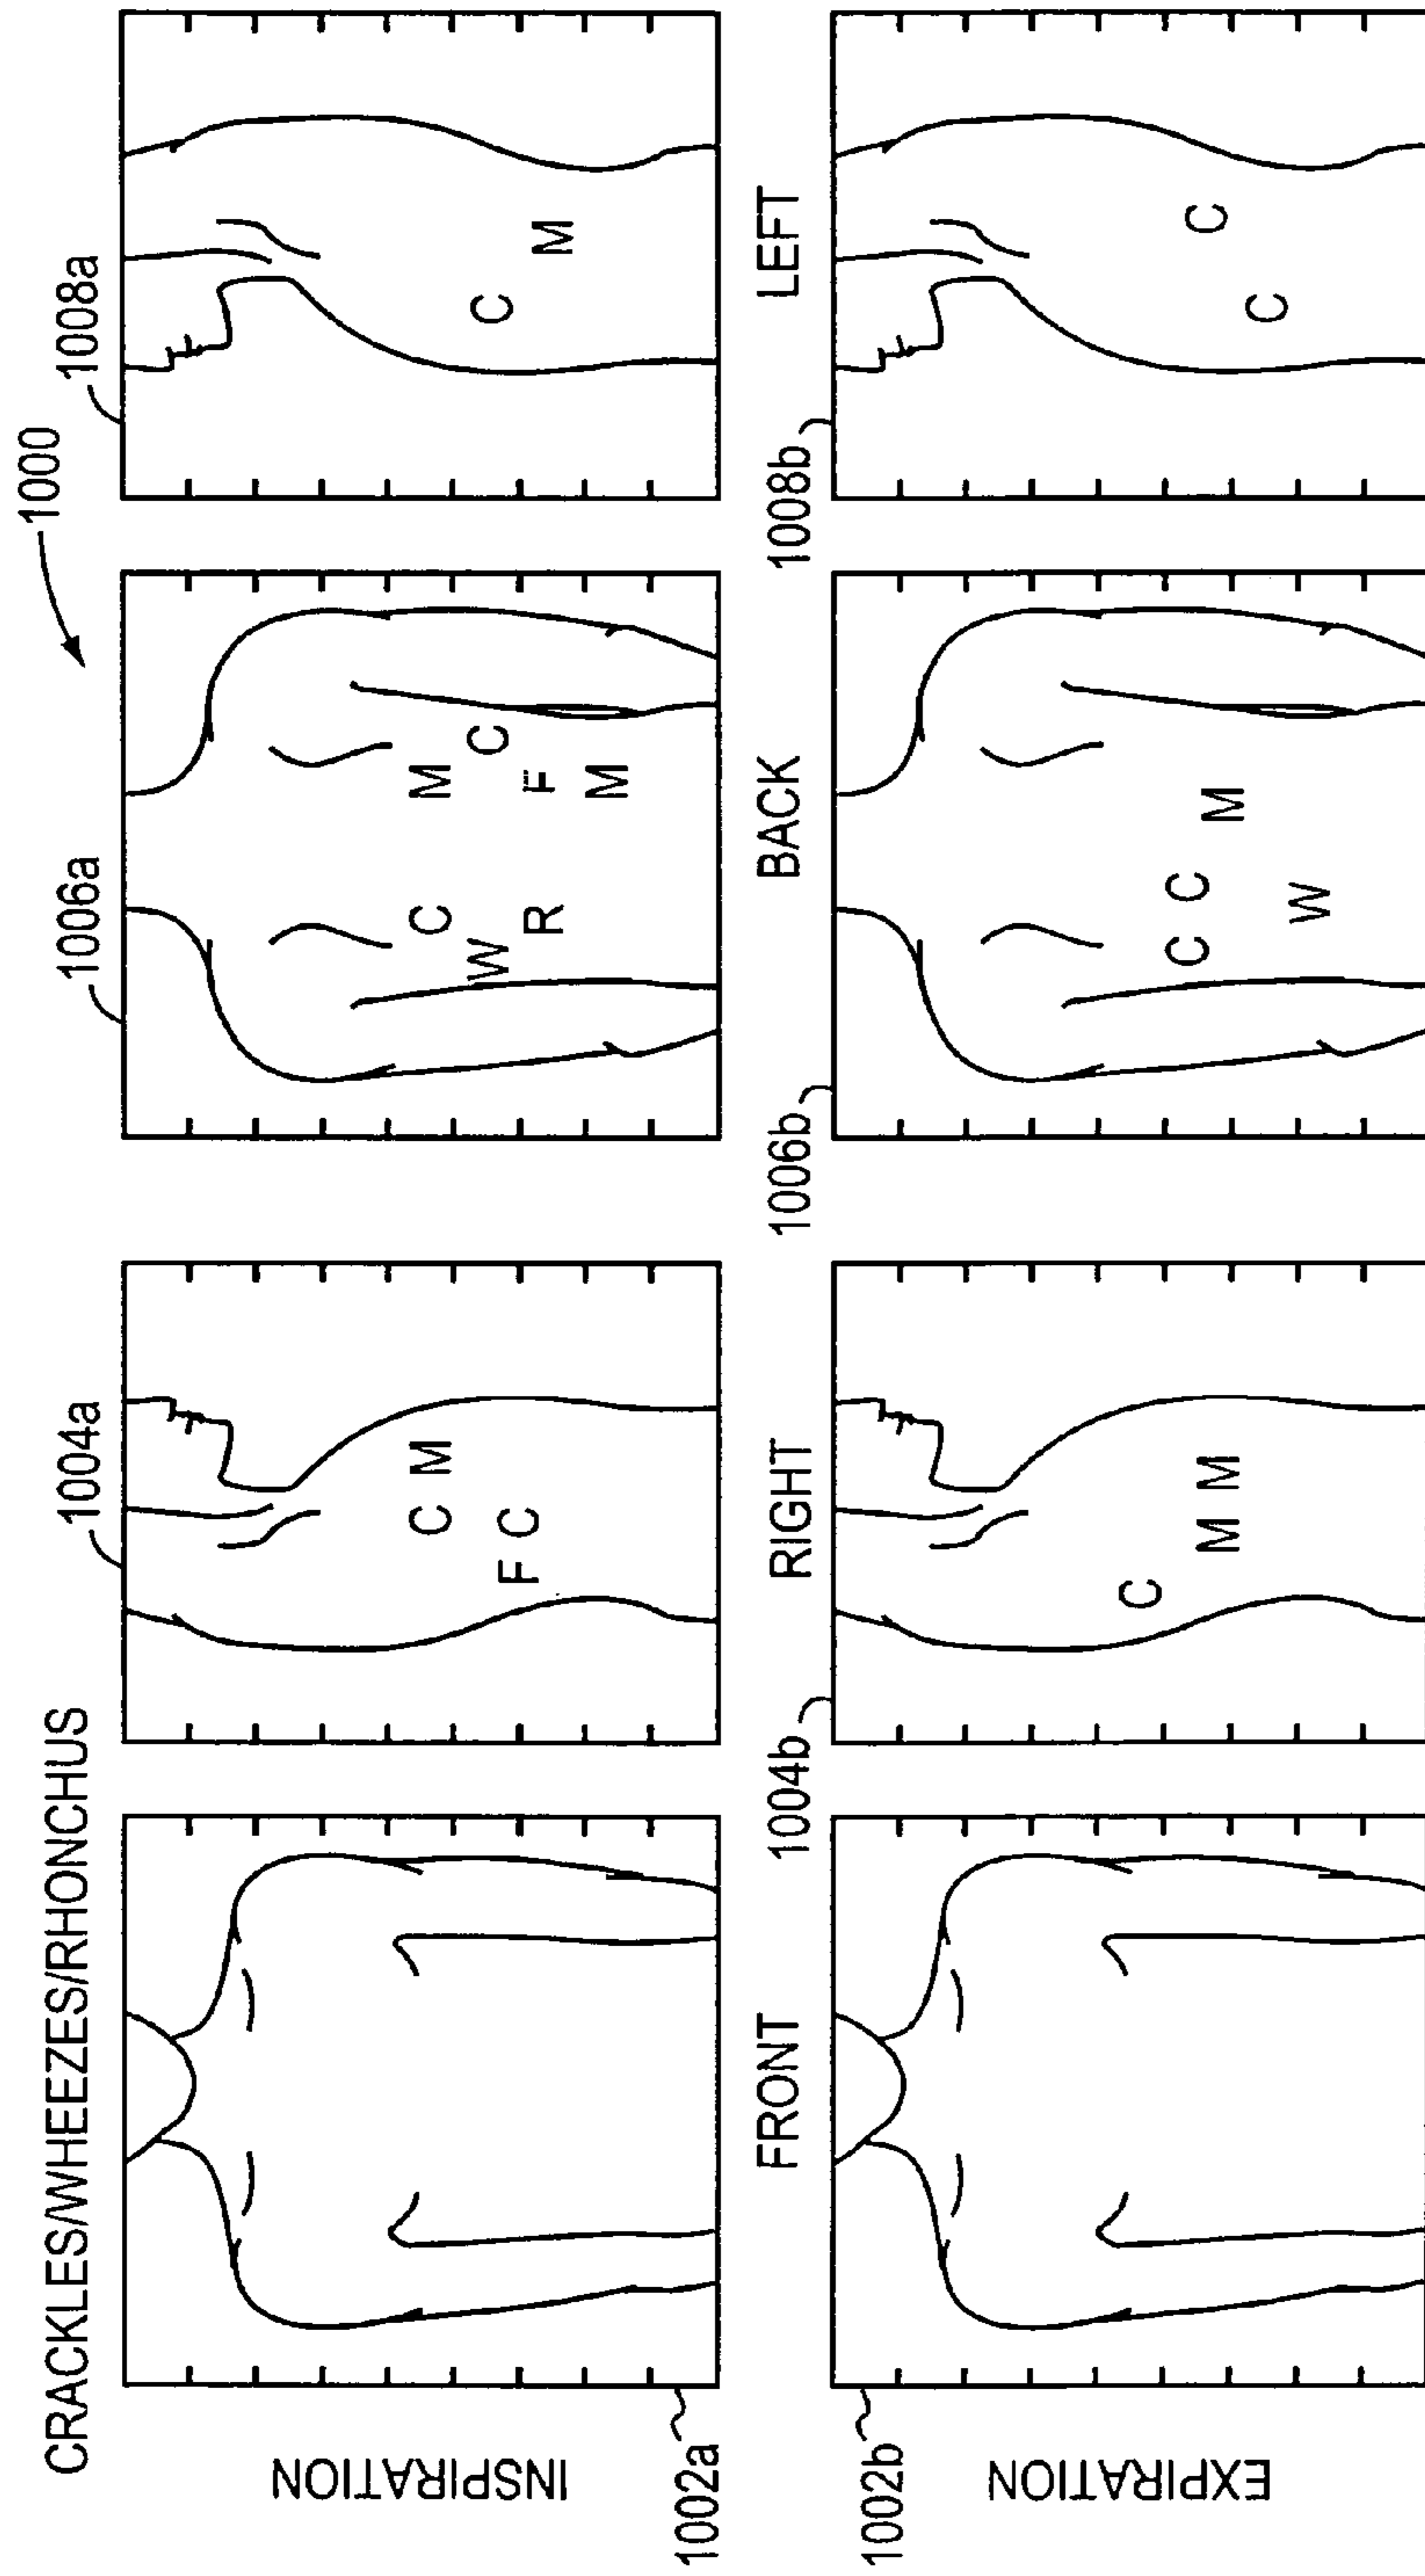 CRACKLES/WHEEZES/RHONCHUS
1000
1004a
1006a
1008a
INSPIRATION
1002a
C M
F C
C M
W C
R F
M
C
M
FRONT
RIGHT
BACK
LEFT
1002b
1004b
1006b
1008b
EXPIRATION
C
M M
C C
M
W
C
C